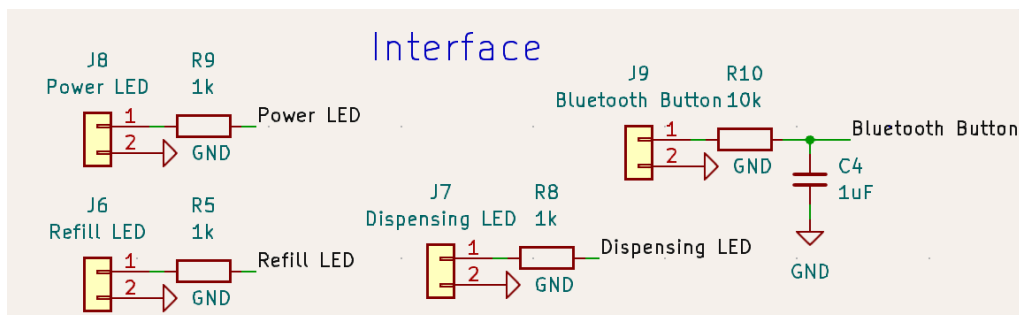 Interface
J8
Power LED
R9
1k
1
2
GND
Power LED
J9
Bluetooth Button
R10
10k
1
2
GND
Bluetooth Button
C4
1uF
GND
J6
Refill LED
R5
1k
1
2
GND
Refill LED
J7
Dispensing LED
R8
1k
1
2
GND
Dispensing LED